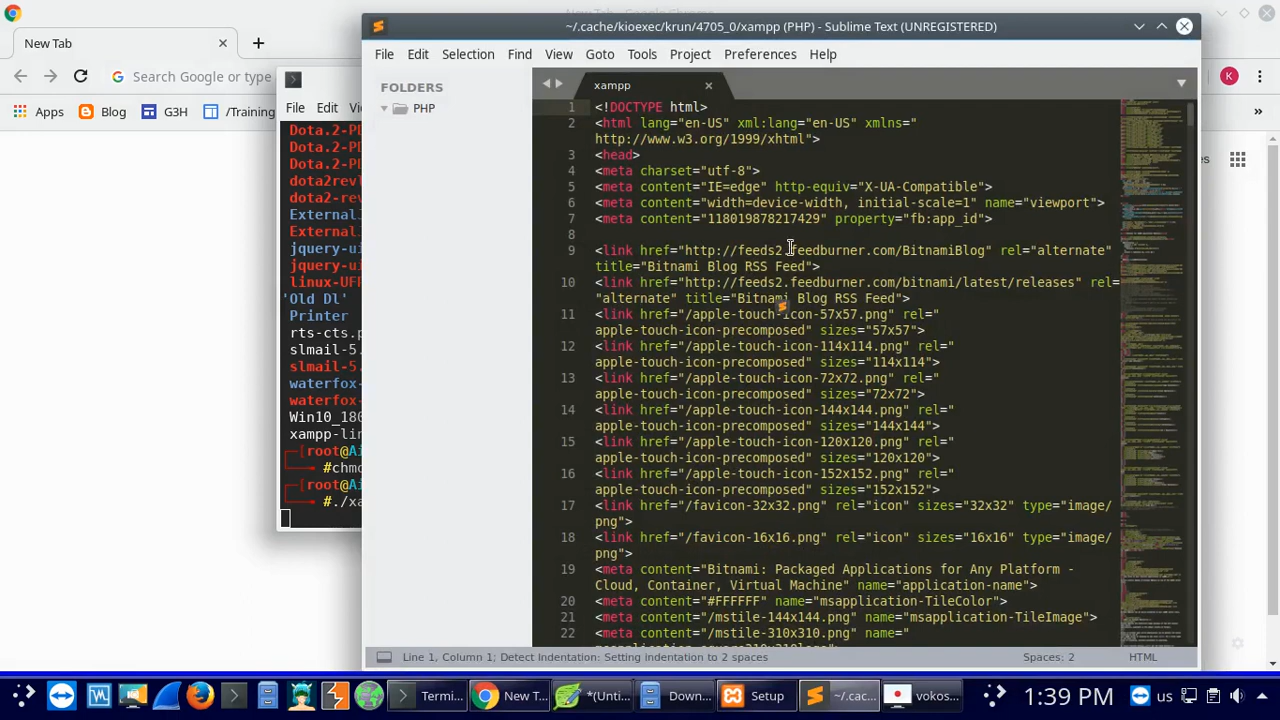 New Tab - Google Chrome
New Tab
Search Google or type
K
Apps
Blog
G3H
/Training
File Edit
Dota.2-P
Dota.2-P
Dota.2-P
dota2revl
dota2-rev
External
External
jquery-ui
jquery-ui
linux-UF
'Old Dl'
Printer
rts-cts.
slmail-5.
slmail-5.
waterfox-
waterfox-
Win10_180
xampp-li
[root@A
#chmo
[root@A
#./xa
~/.cache/kioexec/krun/4705_0/xampp (PHP) - Sublime Text (UNREGISTERED)
File Edit Selection Find View Goto Tools Project Preferences Help
FOLDERS
PHP
xampp
1 <!DOCTYPE html>
2 <html lang="en-US" xml:lang="en-US" xmlns="
http://www.w3.org/1999/xhtml">
3 <head>
4 <meta charset="utf-8">
5 <meta content="IE=edge" http-equiv="X-UA-Compatible">
6 <meta content="width=device-width, initial-scale=1" name="viewport">
7 <meta content="118019878217429" property="fb:app_id">
8
9 <link href="http://feeds2.feedburner.com/BitnamiBlog" rel="alternate"
title="Bitnami Blog RSS Feed">
10 <link href="http://feeds2.feedburner.com/bitnami/latest/releases" rel=
"alternate" title="Bitnami Blog RSS Feed">
11 <link href="/apple-touch-icon-57x57.png" rel="
apple-touch-icon-precomposed" sizes="57x57">
12 <link href="/apple-touch-icon-114x114.png" rel="
apple-touch-icon-precomposed" sizes="114x114">
13 <link href="/apple-touch-icon-72x72.png" rel="
apple-touch-icon-precomposed" sizes="72x72">
14 <link href="/apple-touch-icon-144x144.png" rel="
apple-touch-icon-precomposed" sizes="144x144">
15 <link href="/apple-touch-icon-120x120.png" rel="
apple-touch-icon-precomposed" sizes="120x120">
16 <link href="/apple-touch-icon-152x152.png" rel="
apple-touch-icon-precomposed" sizes="152x152">
17 <link href="/favicon-32x32.png" rel="icon" sizes="32x32" type="image/
png">
18 <link href="/favicon-16x16.png" rel="icon" sizes="16x16" type="image/
png">
19 <meta content="Bitnami: Packaged Applications for Any Platform -
Cloud, Container, Virtual Machine" name="application-name">
20 <meta content="#FFFFFF" name="msapplication-TileColor">
21 <meta content="/mstile-144x144.png" name="msapplication-TileImage">
22 <meta content="/mstile-310x310.png" name="
Line 1, Column 1; Detect Indentation: Setting indentation to 2 spaces
Spaces: 2
HTML
Termi...
New T...
*(Unti...
Down...
Setup
~/.cac...
vokos...
1:39 PM
us